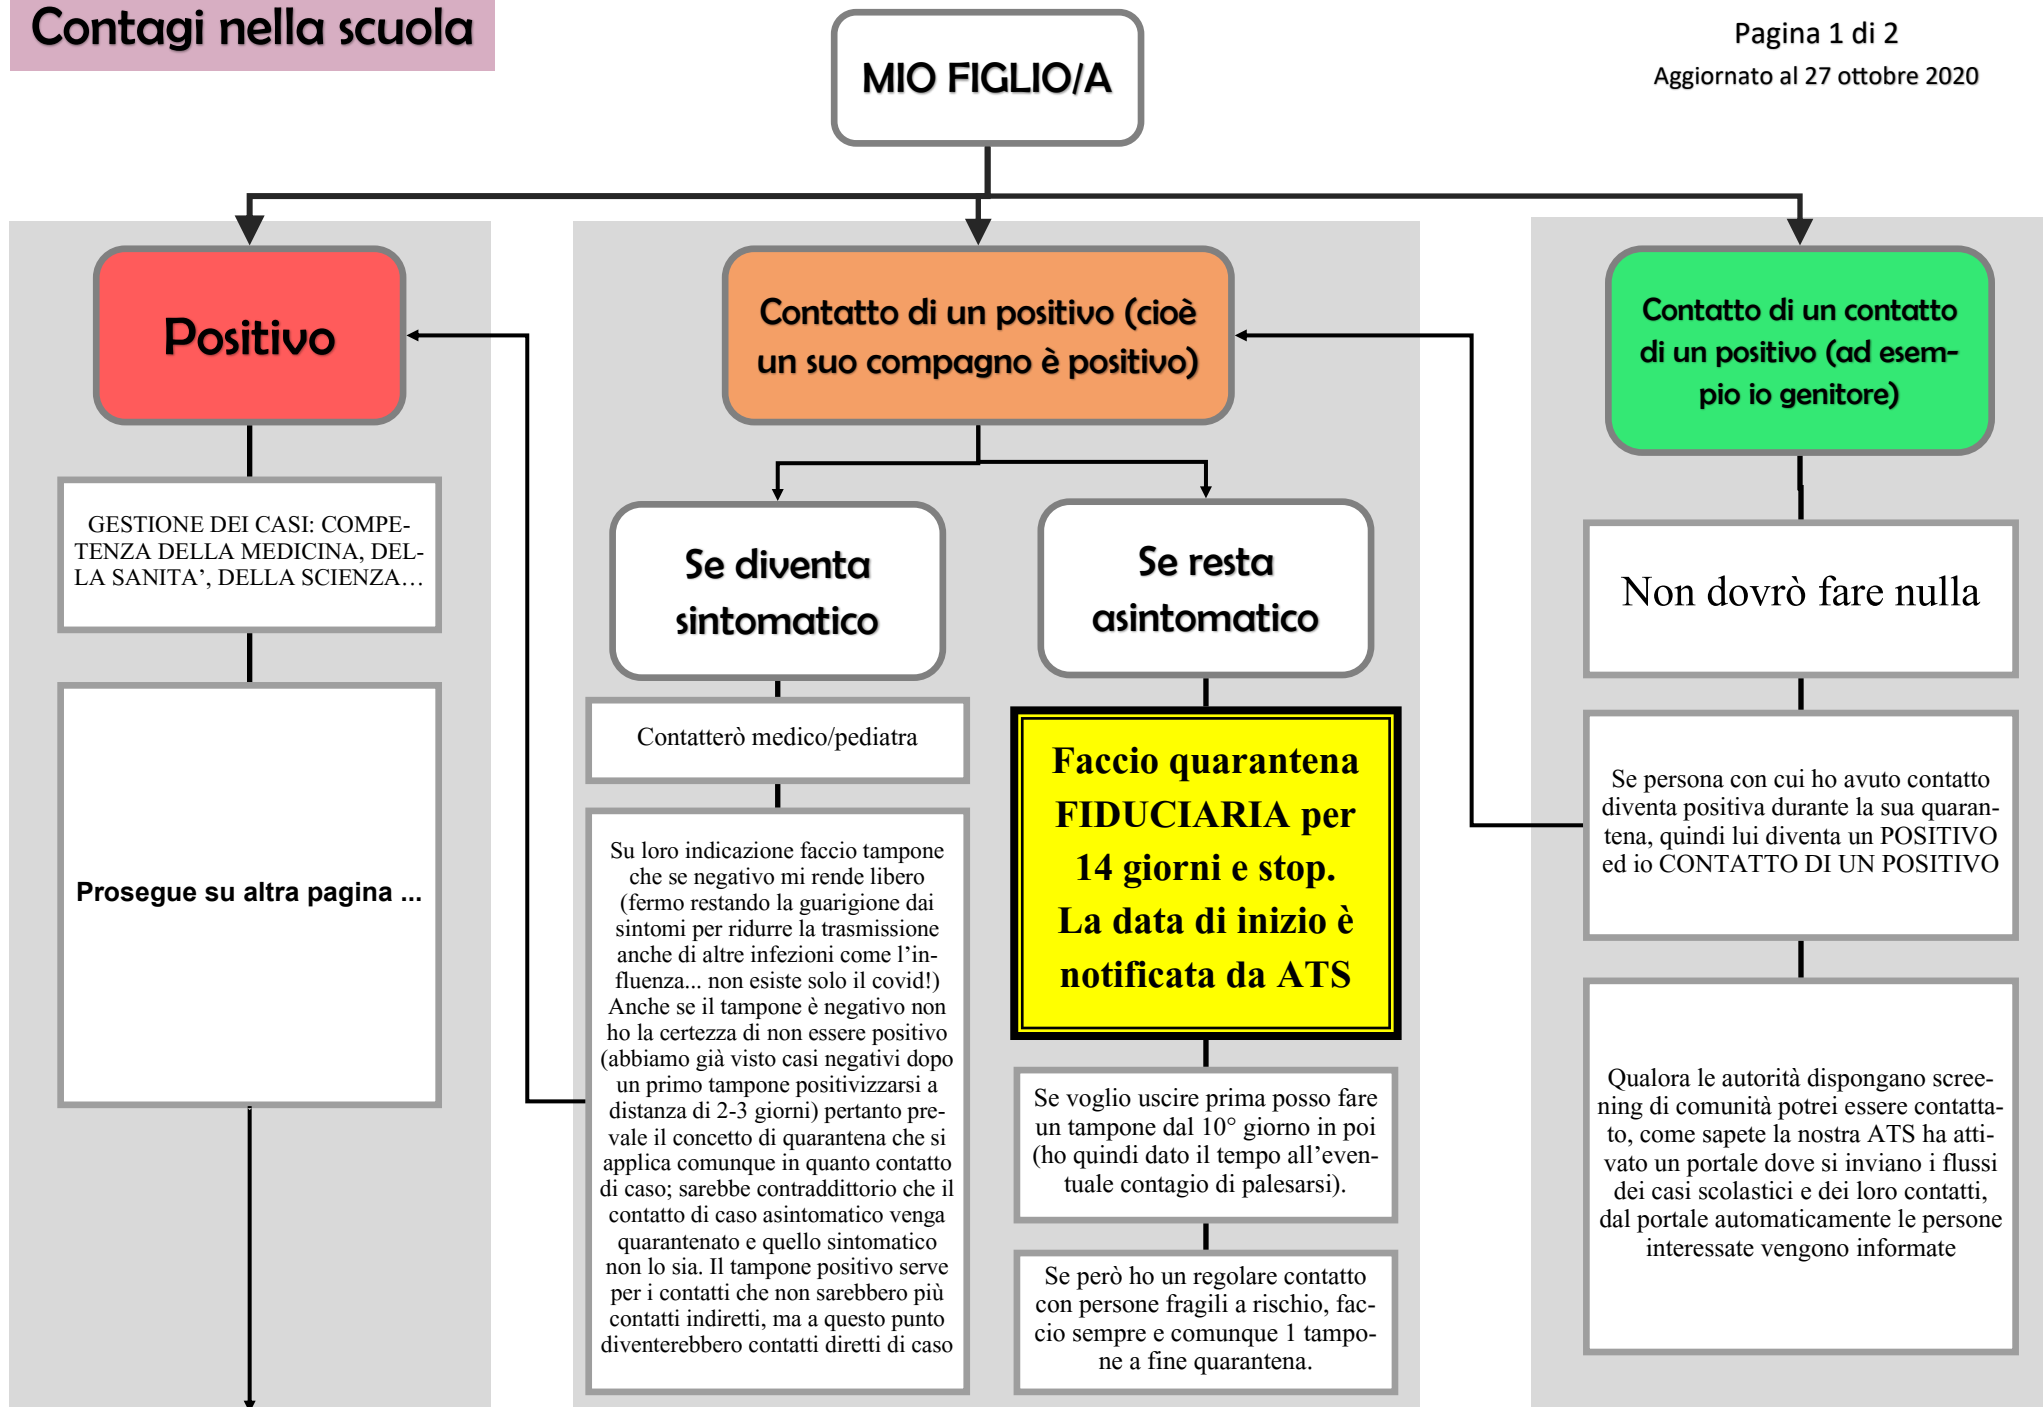 Contagi nella scuola
MIO FIGLIO/A
Pagina 1 di 2
Aggiornato al 27 ottobre 2020
Positivo
GESTIONE DEI CASI: COMPE-
TENZA DELLA MEDICINA, DEL-
LA SANITA’, DELLA SCIENZA…
Prosegue su altra pagina ...
Contatto di un positivo (cioè
un suo compagno è positivo)
Se diventa
sintomatico
Contatterò medico/pediatra
Su loro indicazione faccio tampone
che se negativo mi rende libero
(fermo restando la guarigione dai
sintomi per ridurre la trasmissione
anche di altre infezioni come l’in-
fluenza... non esiste solo il covid!)
Anche se il tampone è negativo non
ho la certezza di non essere positivo
(abbiamo già visto casi negativi dopo
un primo tampone positivizzarsi a
distanza di 2-3 giorni) pertanto pre-
vale il concetto di quarantena che si
applica comunque in quanto contatto
di caso; sarebbe contraddittorio che il
contatto di caso asintomatico venga
quarantenato e quello sintomatico
non lo sia. Il tampone positivo serve
per i contatti che non sarebbero più
contatti indiretti, ma a questo punto
diventerebbero contatti diretti di caso
Se resta
asintomatico
Faccio quarantena
FIDUCIARIA per
14 giorni e stop.
La data di inizio è
notificata da ATS
Se voglio uscire prima posso fare
un tampone dal 10° giorno in poi
(ho quindi dato il tempo all’even-
tuale contagio di palesarsi).
Se però ho un regolare contatto
con persone fragili a rischio, fac-
cio sempre e comunque 1 tampo-
ne a fine quarantena.
Contatto di un contatto
di un positivo (ad esem-
pio io genitore)
Non dovrò fare nulla
Se persona con cui ho avuto contatto
diventa positiva durante la sua quaran-
tena, quindi lui diventa un POSITIVO
ed io CONTATTO DI UN POSITIVO
Qualora le autorità dispongano scree-
ning di comunità potrei essere contatta-
to, come sapete la nostra ATS ha atti-
vato un portale dove si inviano i flussi
dei casi scolastici e dei loro contatti,
dal portale automaticamente le persone
interessate vengono informate